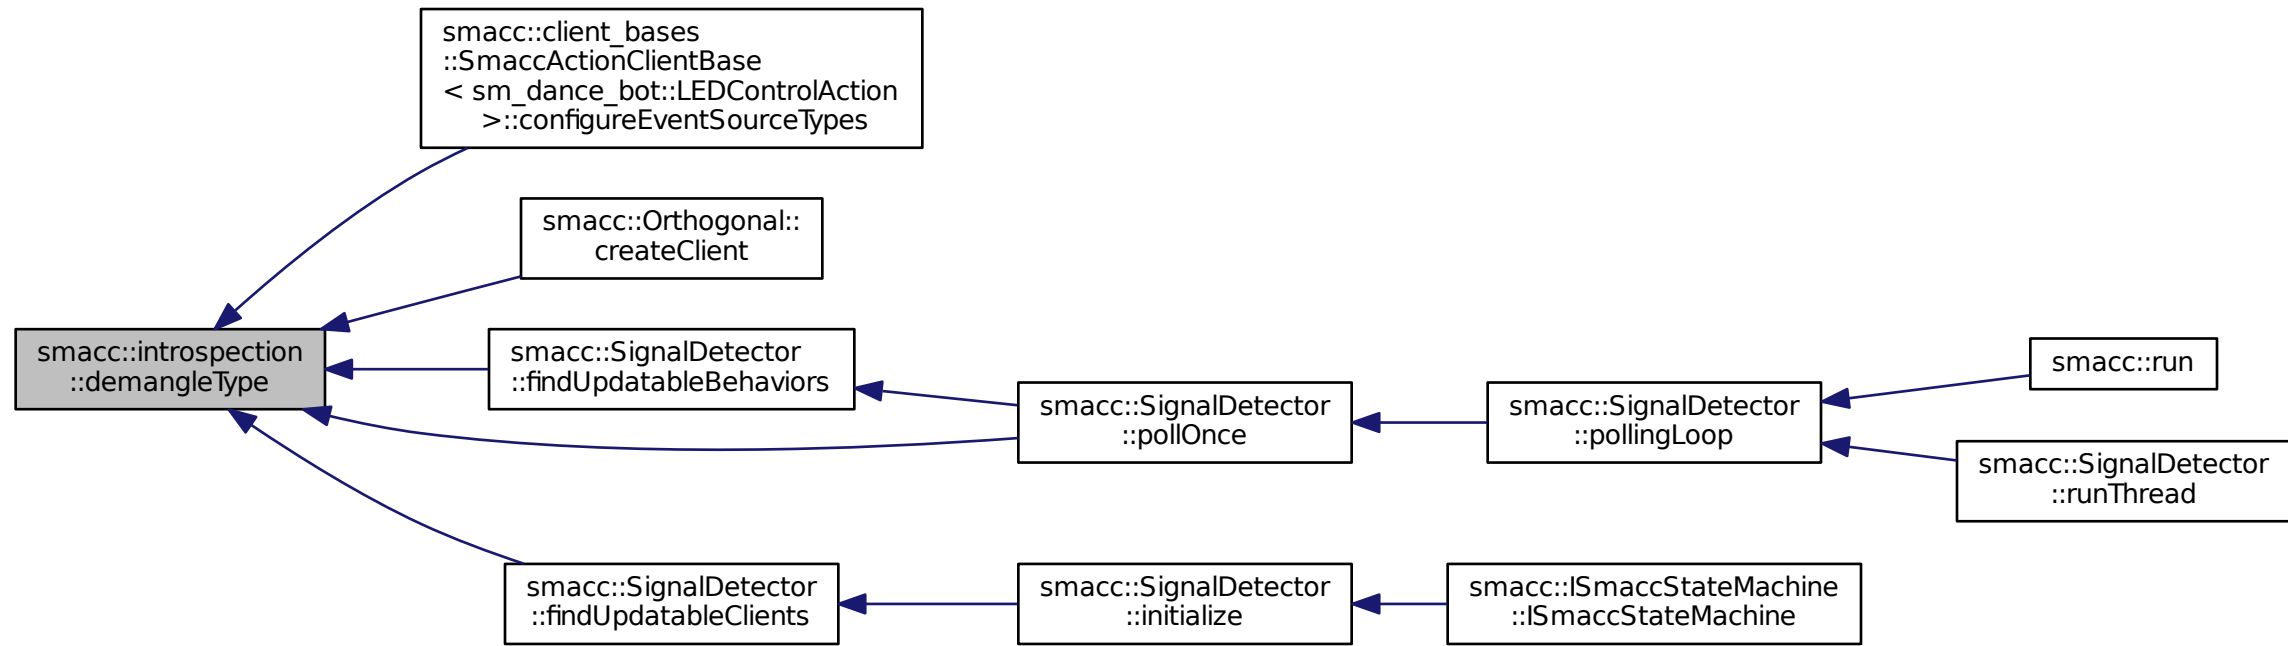 smacc::client_bases
::SmaccActionClientBase
< sm_dance_bot::LEDControlAction
>::configureEventSourceTypes
smacc::Orthogonal::
createClient
smacc::introspection
::demangleType
smacc::SignalDetector
::findUpdatableBehaviors
smacc::SignalDetector
::pollOnce
smacc::SignalDetector
::pollingLoop
smacc::run
smacc::SignalDetector
::runThread
smacc::SignalDetector
::findUpdatableClients
smacc::SignalDetector
::initialize
smacc::ISmaccStateMachine
::ISmaccStateMachine